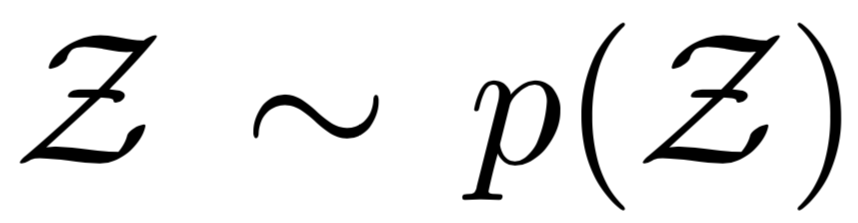 𝒵 ∼ p(𝒵)